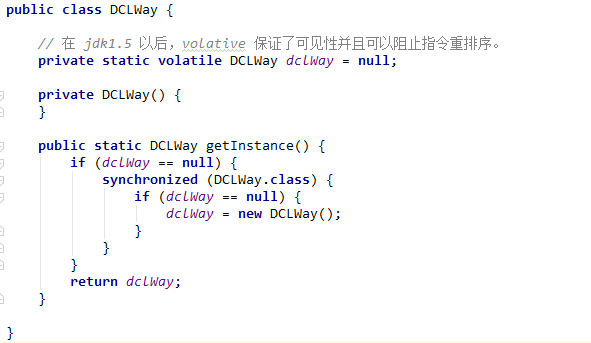 public class DCLWay {
// 在 jdk1.5 以后，volative 保证了可见性并且可以阻止指令重排序。
private static volatile DCLWay dclWay = null;
private DCLWay() {
}
public static DCLWay getInstance() {
if (dclWay == null) {
synchronized (DCLWay.class) {
if (dclWay == null) {
dclWay = new DCLWay();
}
}
}
return dclWay;
}
}